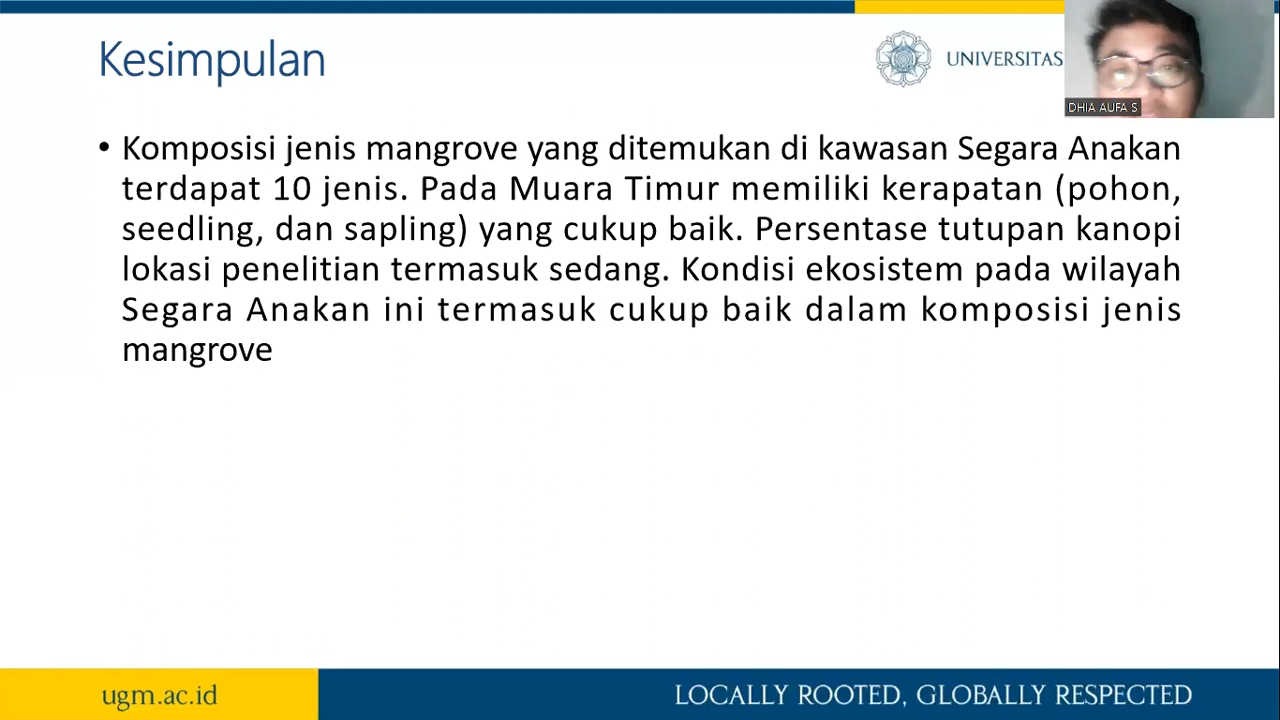 Kesimpulan
UNIVERSITAS
DHIA AUFA S
• Komposisi jenis mangrove yang ditemukan di kawasan Segara Anakan
terdapat 10 jenis. Pada Muara Timur memiliki kerapatan (pohon,
seedling, dan sapling) yang cukup baik. Persentase tutupan kanopi
lokasi penelitian termasuk sedang. Kondisi ekosistem pada wilayah
Segara Anakan ini termasuk cukup baik dalam komposisi jenis
mangrove
ugm.ac.id
LOCALLY ROOTED, GLOBALLY RESPECTED